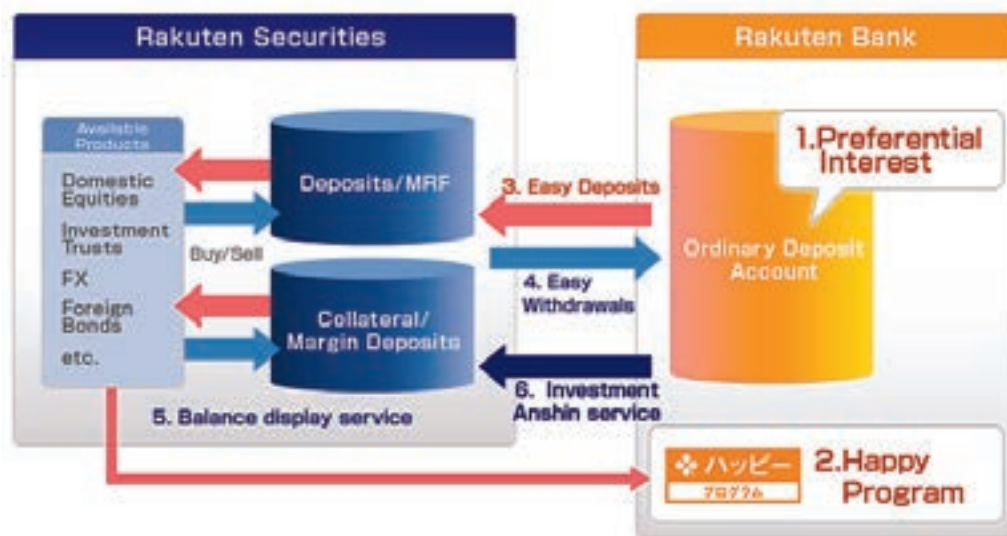 Rakuten Securities
Rakuten Bank
Available
Products
Domestic
Equities
Investment
Trusts
FX
Foreign
Bonds
etc.
Buy/Sell
Deposits/MRF
Collateral/
Margin Deposits
3. Easy Deposits
4. Easy
Withdrawals
6. Investment
Anshin service
5. Balance display service
1.Preferential
Interest
Ordinary Deposit
Account
ハッピー
プログラム
2.Happy
Program